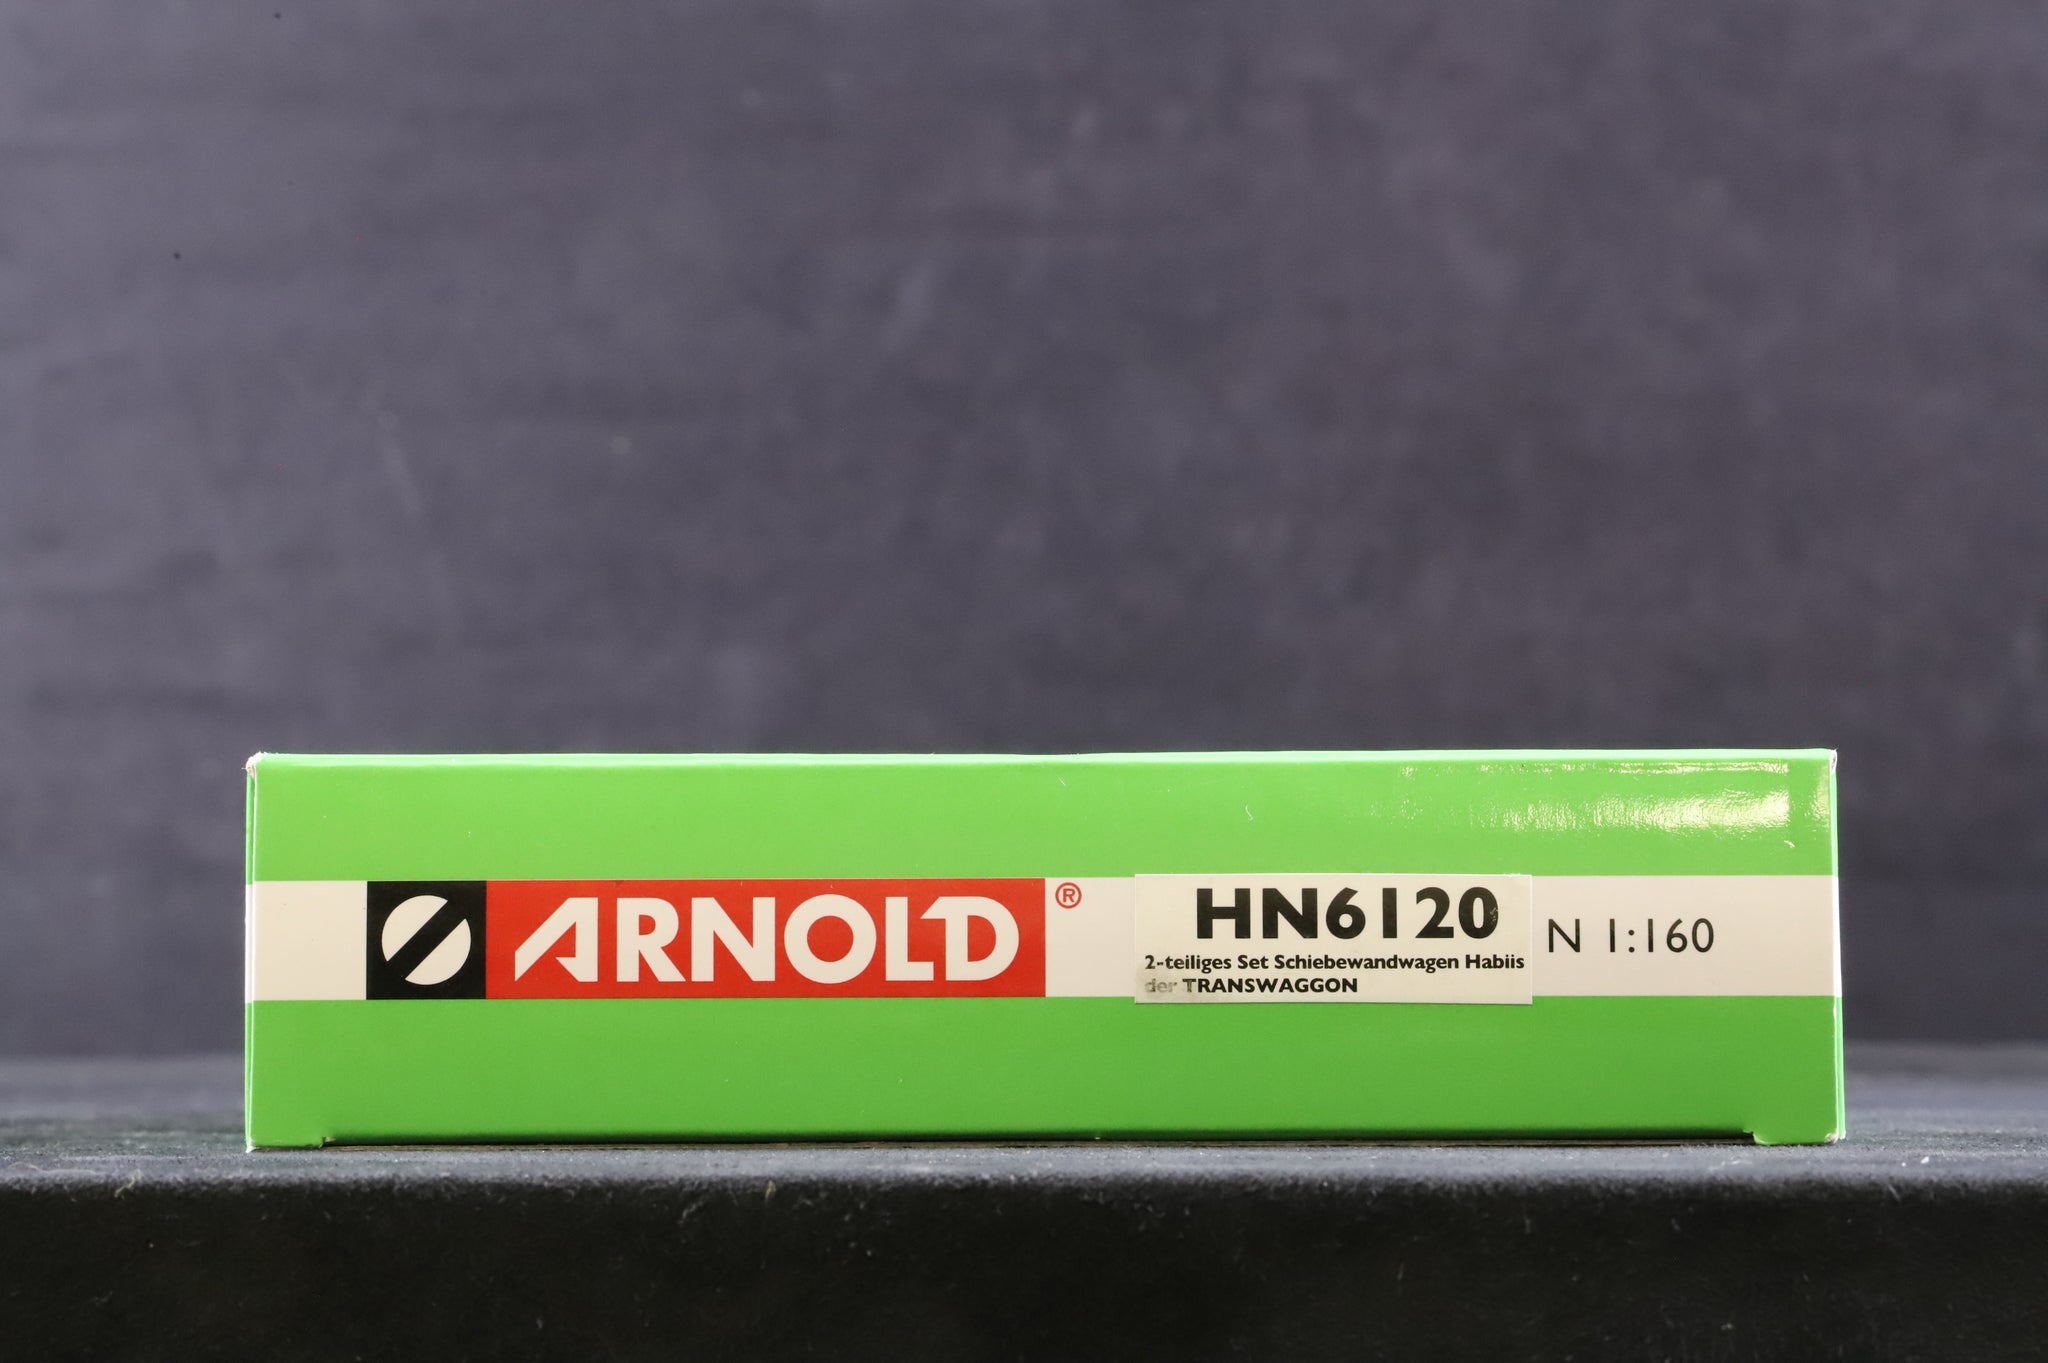 ARNOLD®
HN6120
2-teiliges Set Schiebewandwagen Habiis
der TRANSWAGGON
N 1:160